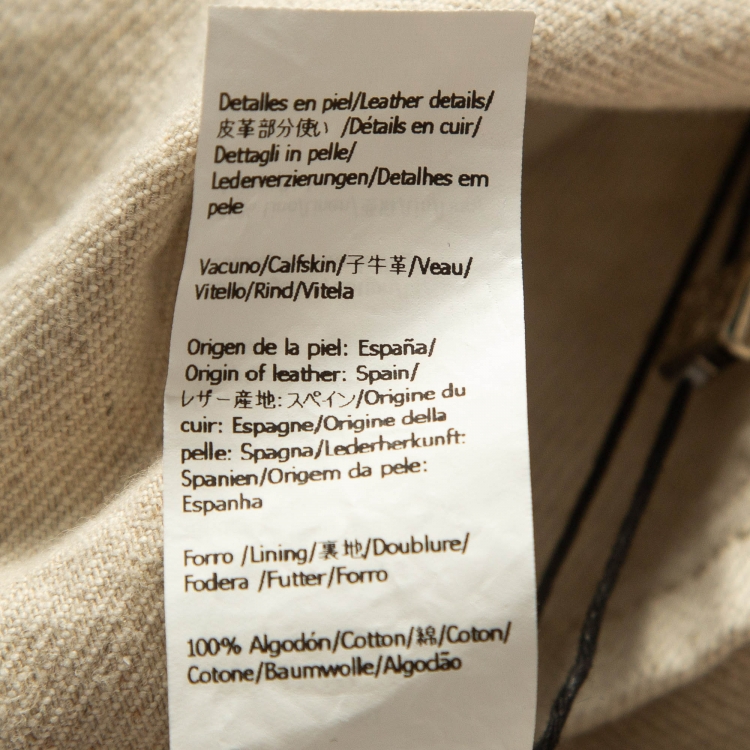 Detalles en piel/Leather details/
皮革部分使い /Détails en cuir/
Dettagli in pelle/
Lederverzierungen/Detalhes em
pele
Vacuno/Calfskin/子牛革/Veau/
Vitello/Rind/Vitela
Origen de la piel: España/
Origin of leather: Spain/
レザー産地: スペイン/Origine du
cuir: Espagne/Origine della
pelle: Spagna/Lederherkunft:
Spanien/Origem da pele:
Espanha
Forro /Lining/裏地/Doublure/
Fodera /Futter/Forro
100% Algodón/Cotton/綿/Coton/
Cotone/Baumwolle/Algodão